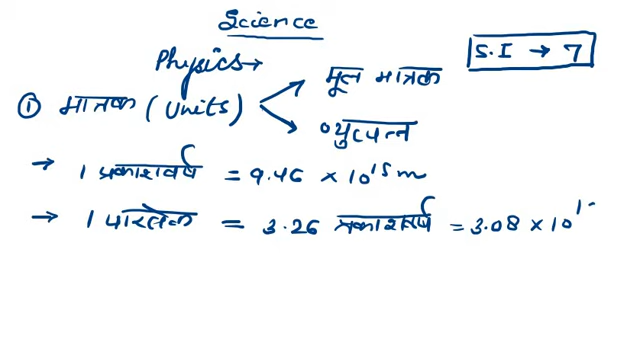 Science
S.I → 7
Physics →
मूल मात्रक
① मात्रक (Units)
व्युत्पन्न
→ 1 प्रकाशवर्ष = 9.46 × 10¹⁵ m
→ 1 पारसेक = 3.26 प्रकाशवर्ष = 3.08 × 10¹